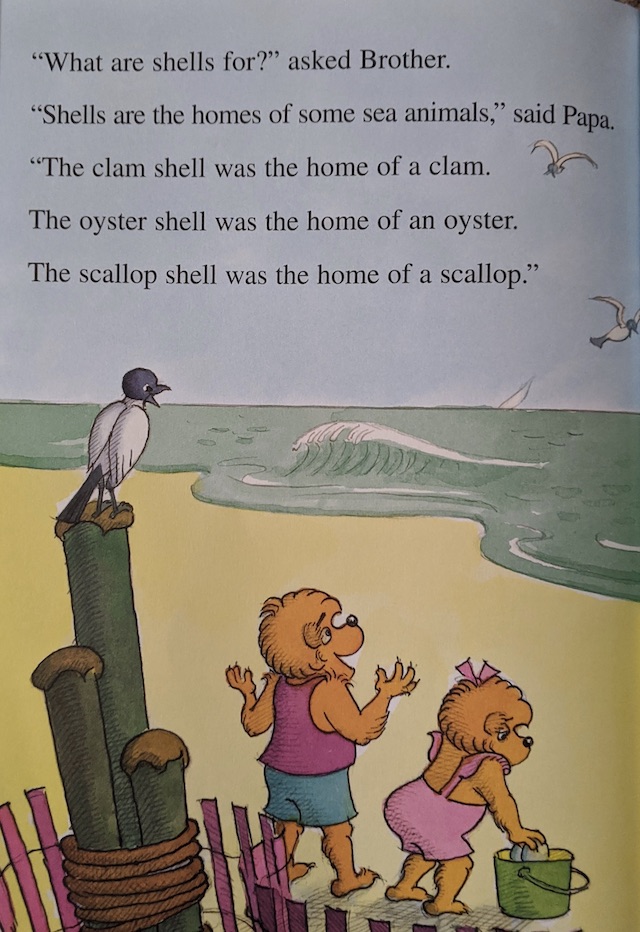 “What are shells for?” asked Brother.
“Shells are the homes of some sea animals,” said Papa.
“The clam shell was the home of a clam.
The oyster shell was the home of an oyster.
The scallop shell was the home of a scallop.”